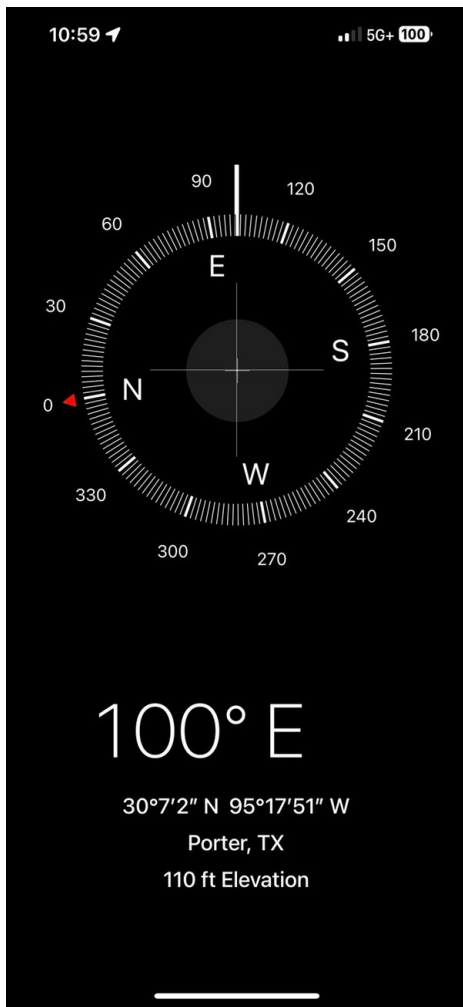 10:59 5G+ 100
90
120
60
150
E
30
S
180
0
N
210
W
330
240
300
270
100° E
30°7'2" N 95°17'51" W
Porter, TX
110 ft Elevation